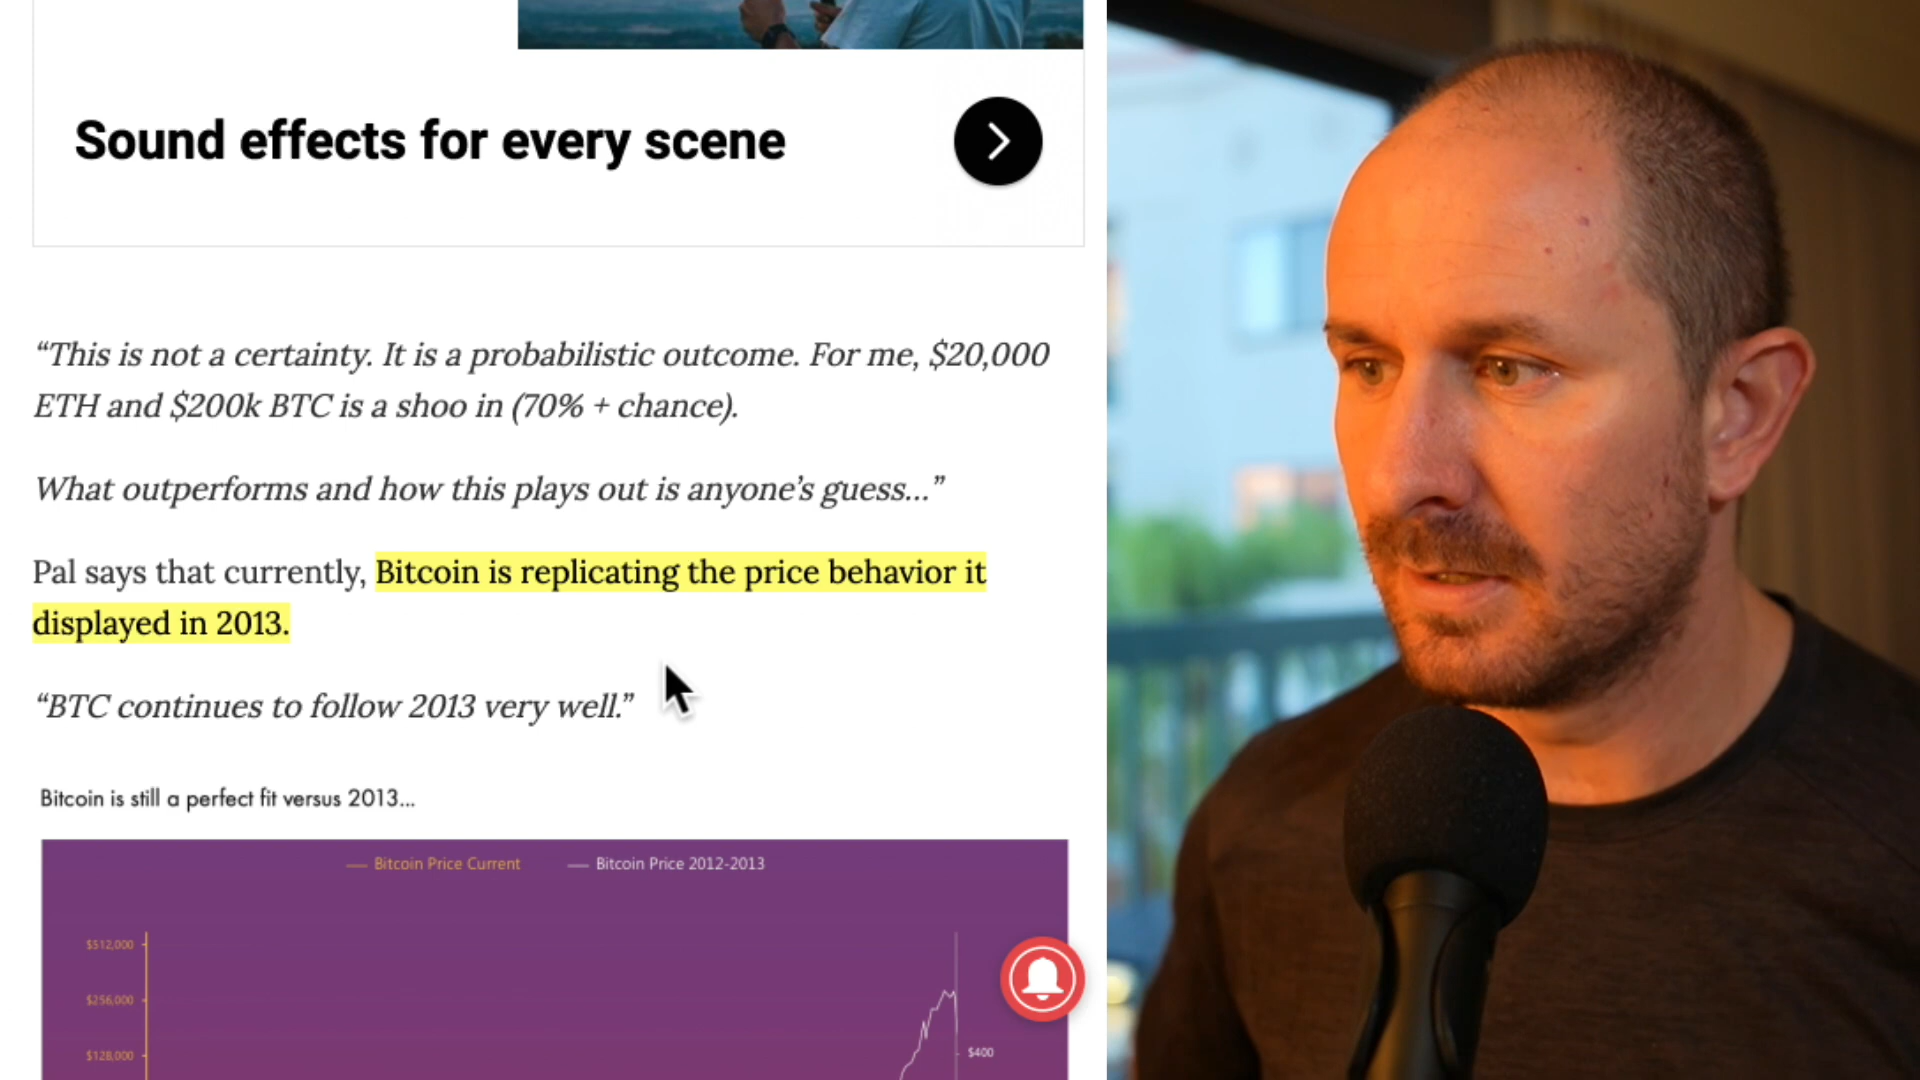 Sound effects for every scene
“This is not a certainty. It is a probabilistic outcome. For me, $20,000
ETH and $200k BTC is a shoo in (70% + chance).
What outperforms and how this plays out is anyone’s guess…”
Pal says that currently, Bitcoin is replicating the price behavior it
displayed in 2013.
“BTC continues to follow 2013 very well.”
Bitcoin is still a perfect fit versus 2013...
Bitcoin Price Current
Bitcoin Price 2012-2013
$512,000
$256,000
$128,000
$400